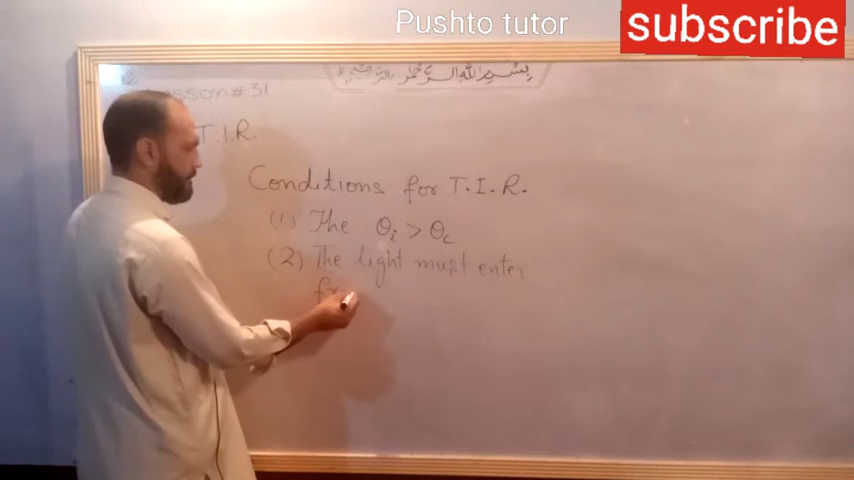 Pushto tutor
subscribe
بسم الله الرحمن الرحيم
Lesson #31
T.I.R.
Conditions for T.I.R.
(1) The θi > θc
(2) The light must enter
fr